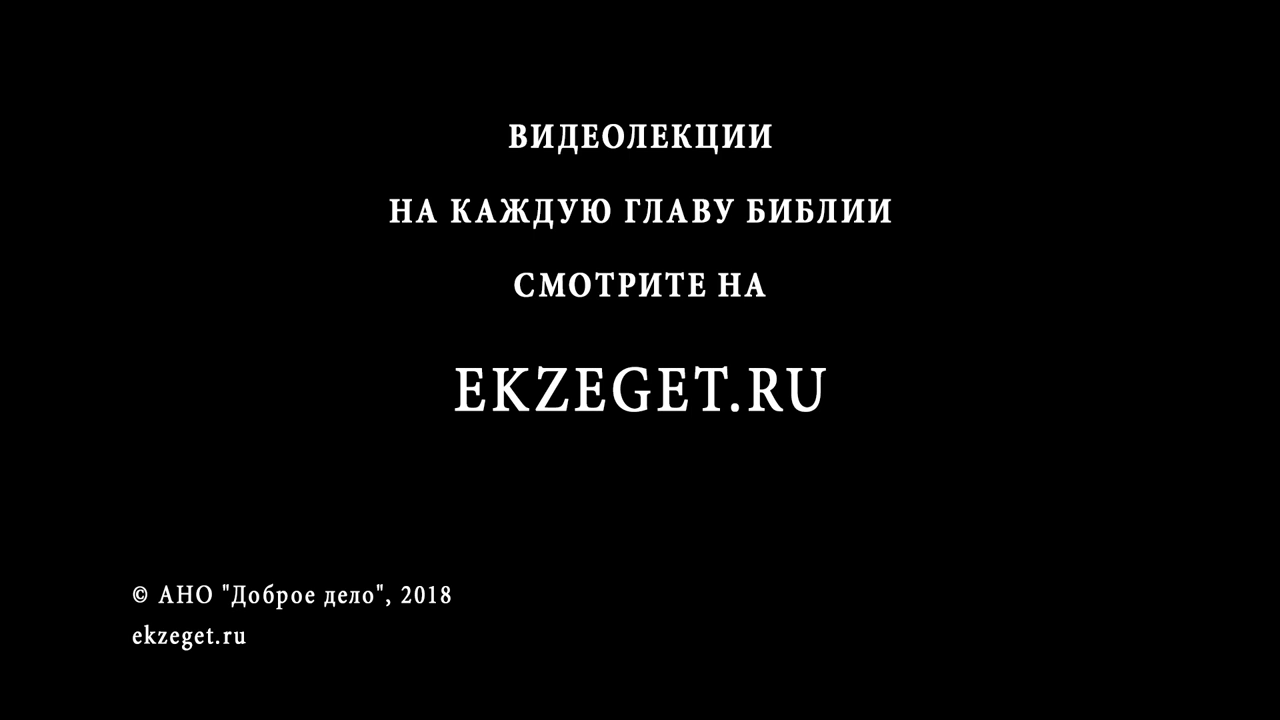 ВИДЕОЛЕКЦИИ
НА КАЖДУЮ ГЛАВУ БИБЛИИ
СМОТРИТЕ НА
EKZEGET.RU
© АНО "Доброе дело", 2018
ekzeget.ru